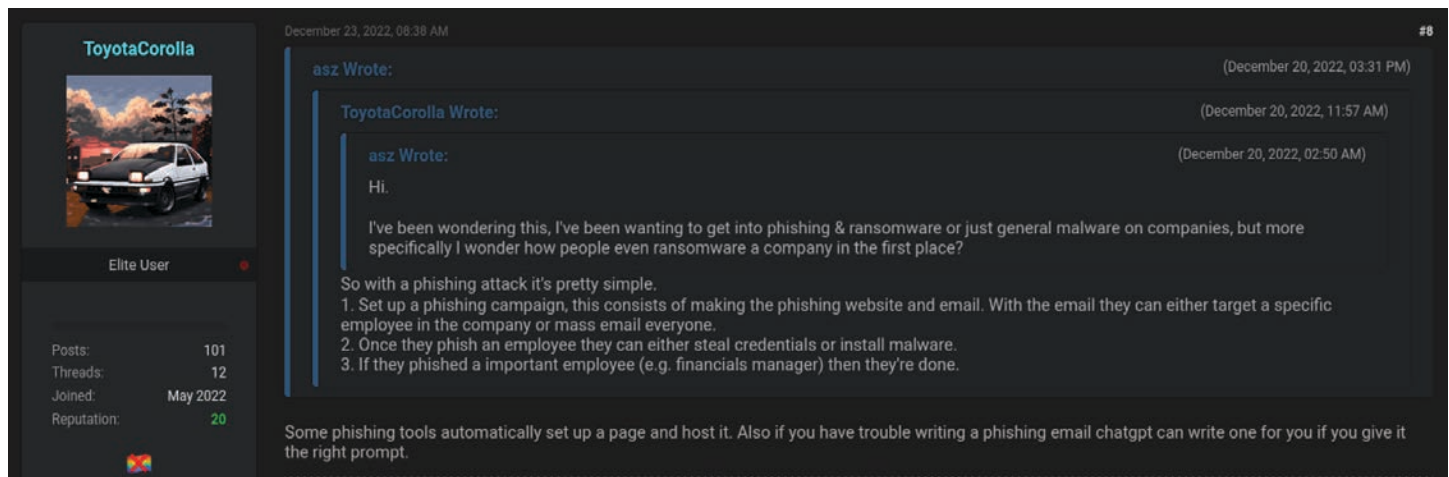 December 23, 2022, 08:38 AM
#8
ToyotaCorolla
Elite User
Posts: 101
Threads: 12
Joined: May 2022
Reputation: 20
asz Wrote: (December 20, 2022, 03:31 PM)
ToyotaCorolla Wrote: (December 20, 2022, 11:57 AM)
asz Wrote: (December 20, 2022, 02:50 AM)
Hi.
I've been wondering this, I've been wanting to get into phishing & ransomware or just general malware on companies, but more
specifically I wonder how people even ransomware a company in the first place?
So with a phishing attack it's pretty simple.
1. Set up a phishing campaign, this consists of making the phishing website and email. With the email they can either target a specific
employee in the company or mass email everyone.
2. Once they phish an employee they can either steal credentials or install malware.
3. If they phished a important employee (e.g. financials manager) then they're done.
Some phishing tools automatically set up a page and host it. Also if you have trouble writing a phishing email chatgpt can write one for you if you give it
the right prompt.